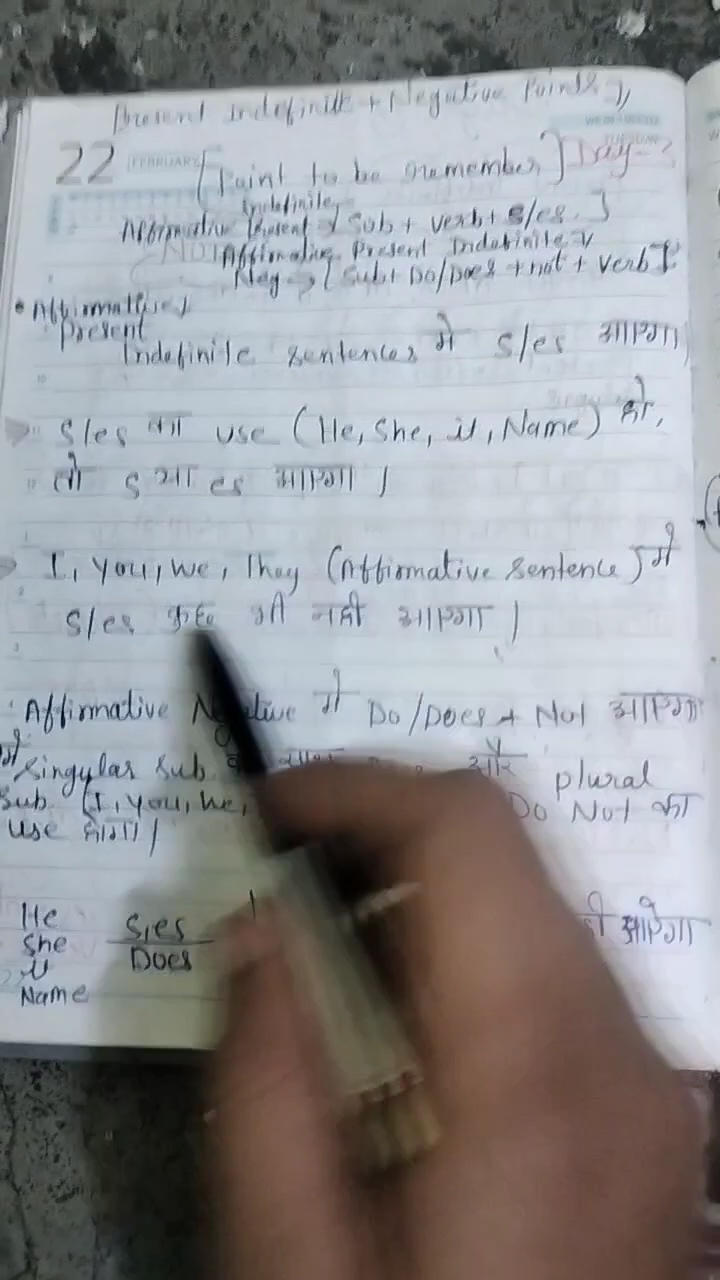 Present Indefinite + Negative Points
22 FEBRUARY [Point to be remember] Day-
TUESDAY
Indefinite
Affirmative Present [Sub + verb + s/es.]
Affirmative Present Indefinite
Neg → [Sub + Do/Does + not + verb I
• Affirmative
Present
Indefinite sentences मे s/es आएगा
s/es का use (He, She, it, Name) हो,
तो s या es आएगा।
I, You, We, They (Affirmative sentence) मे
s/es कुछ भी नही आएगा।
Affirmative Negative मे Do/Does + Not आएगा
Singular Sub और plural
Sub (I, You, We, Do Not का
use होगा।
He
She
it
Name
s,es
Does
आऐगा